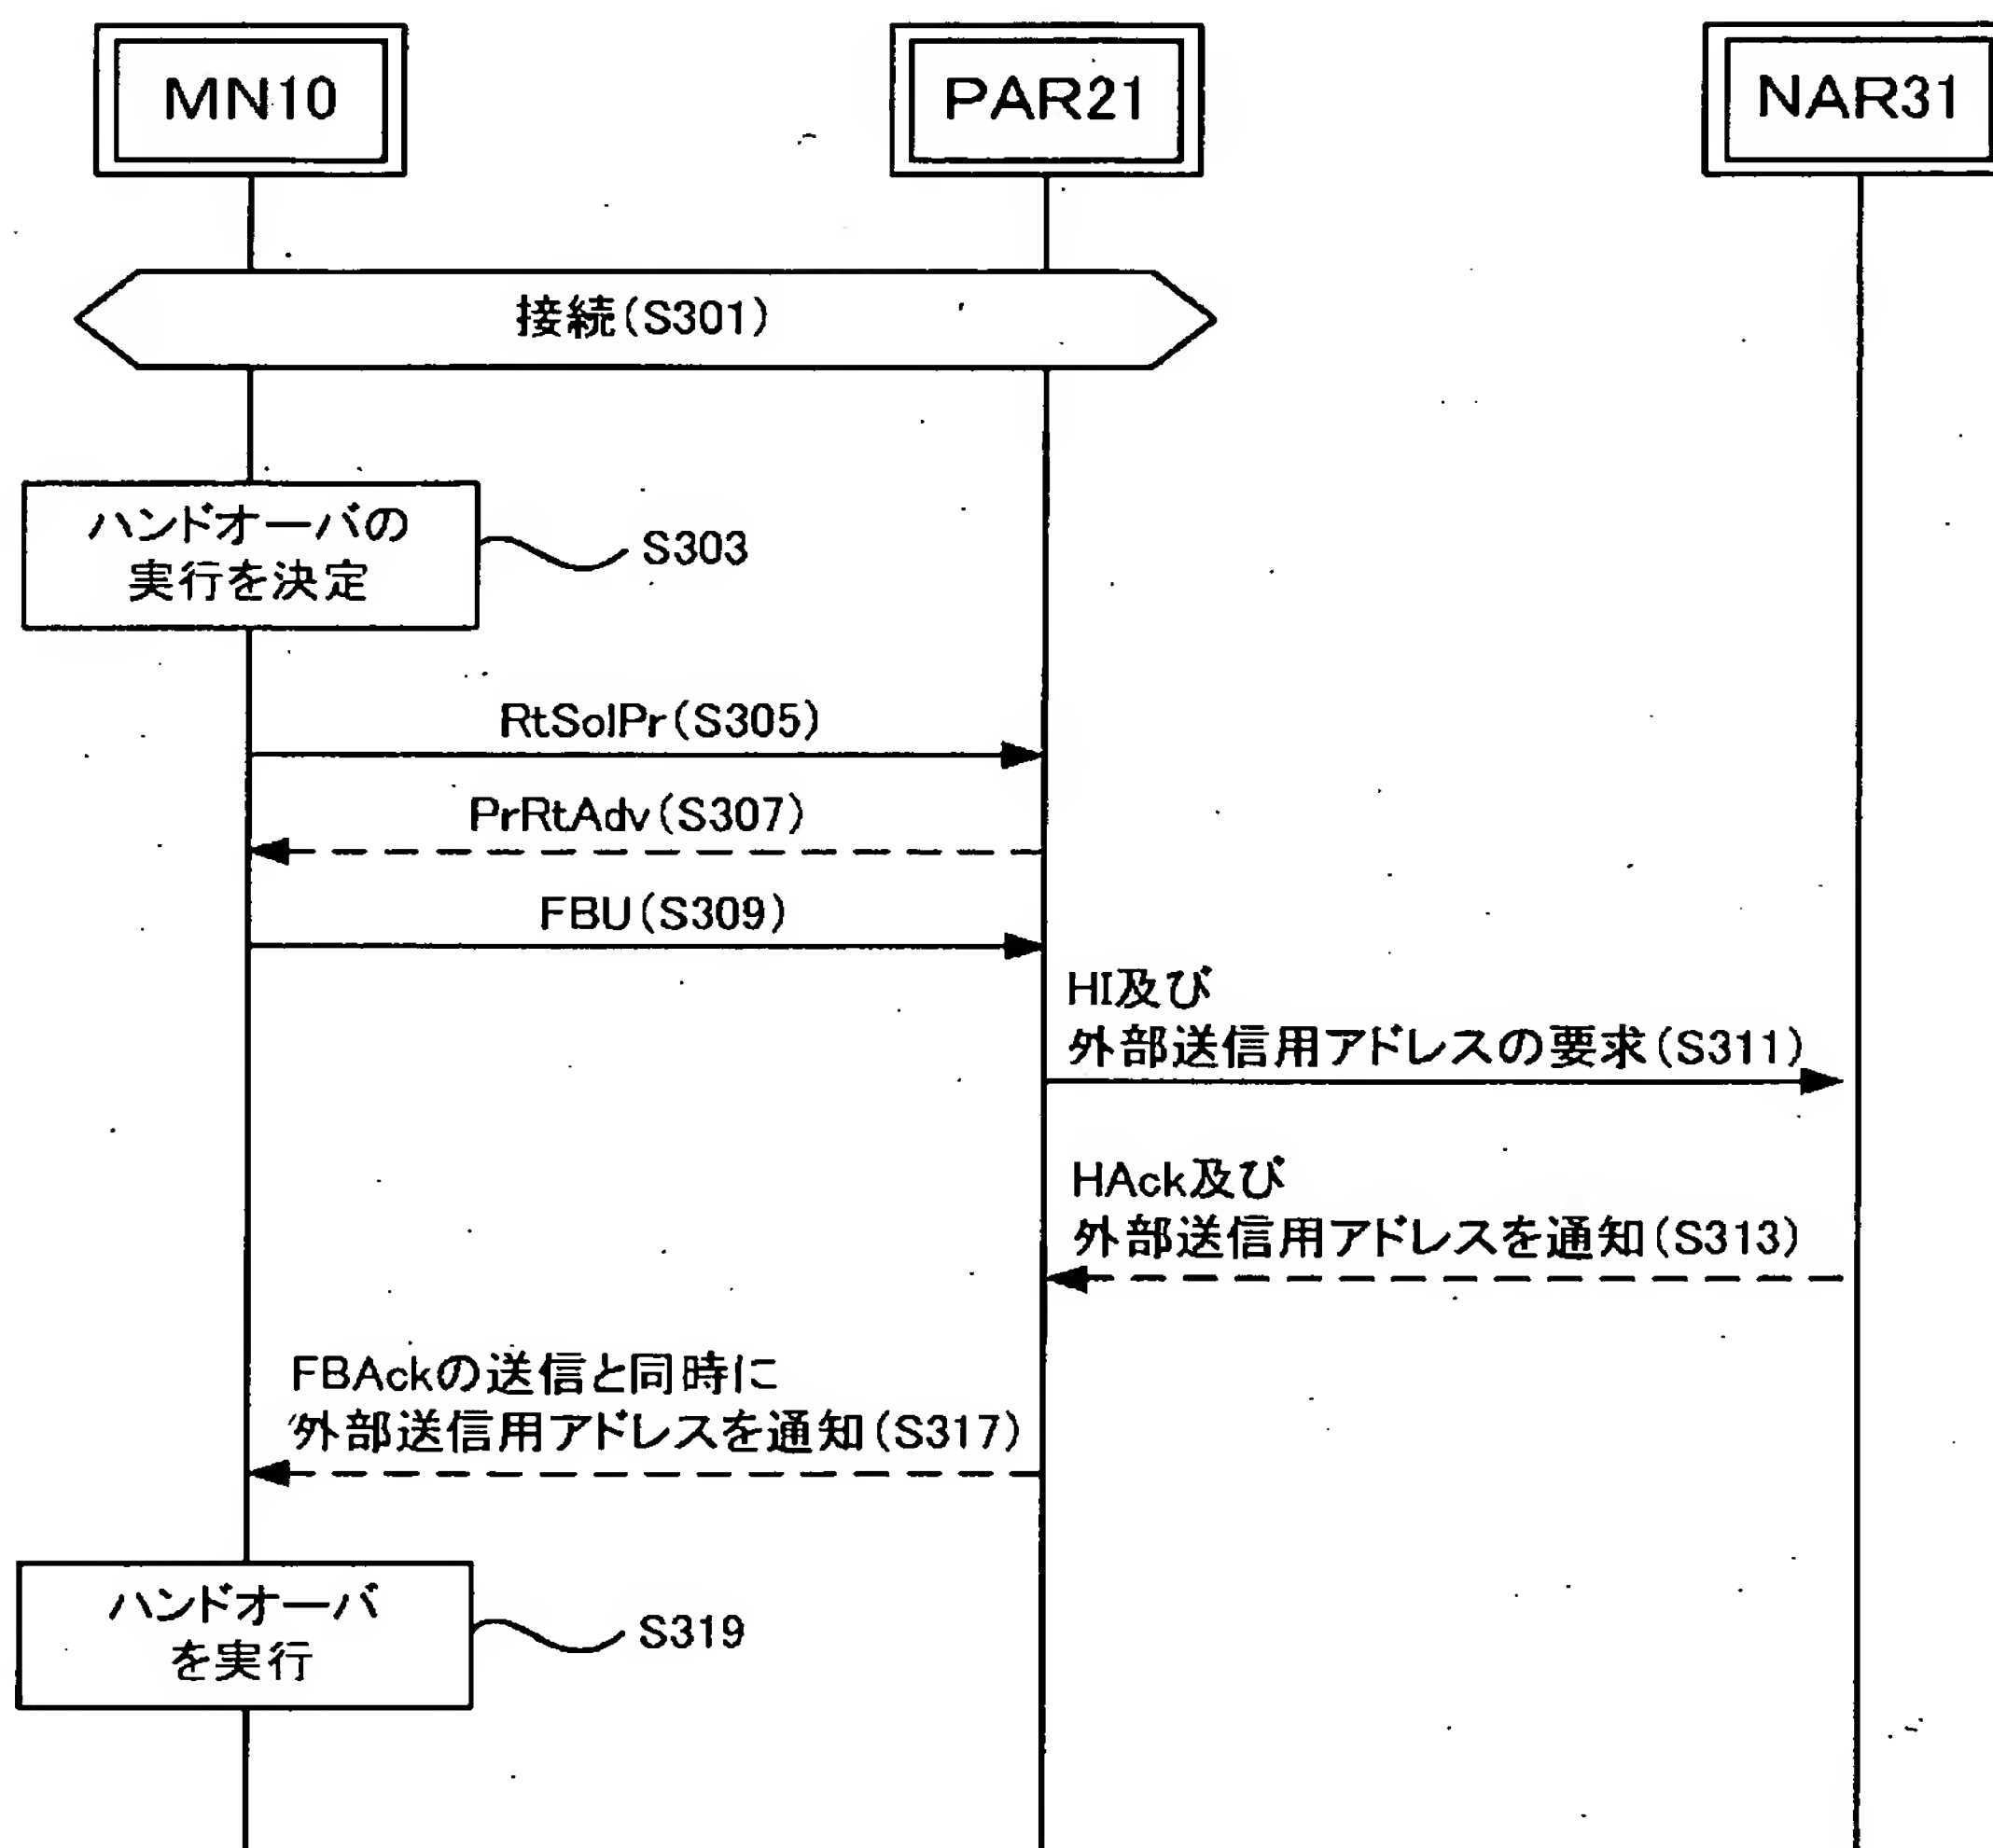 MN10
PAR21
NAR31
接続(S301)
ハンドオーバの
実行を決定
S303
RtSolPr(S305)
PrRtAdv(S307)
FBU(S309)
HI及び
外部送信用アドレスの要求(S311)
HAck及び
外部送信用アドレスを通知(S313)
FBAckの送信と同時に
外部送信用アドレスを通知(S317)
ハンドオーバ
を実行
S319